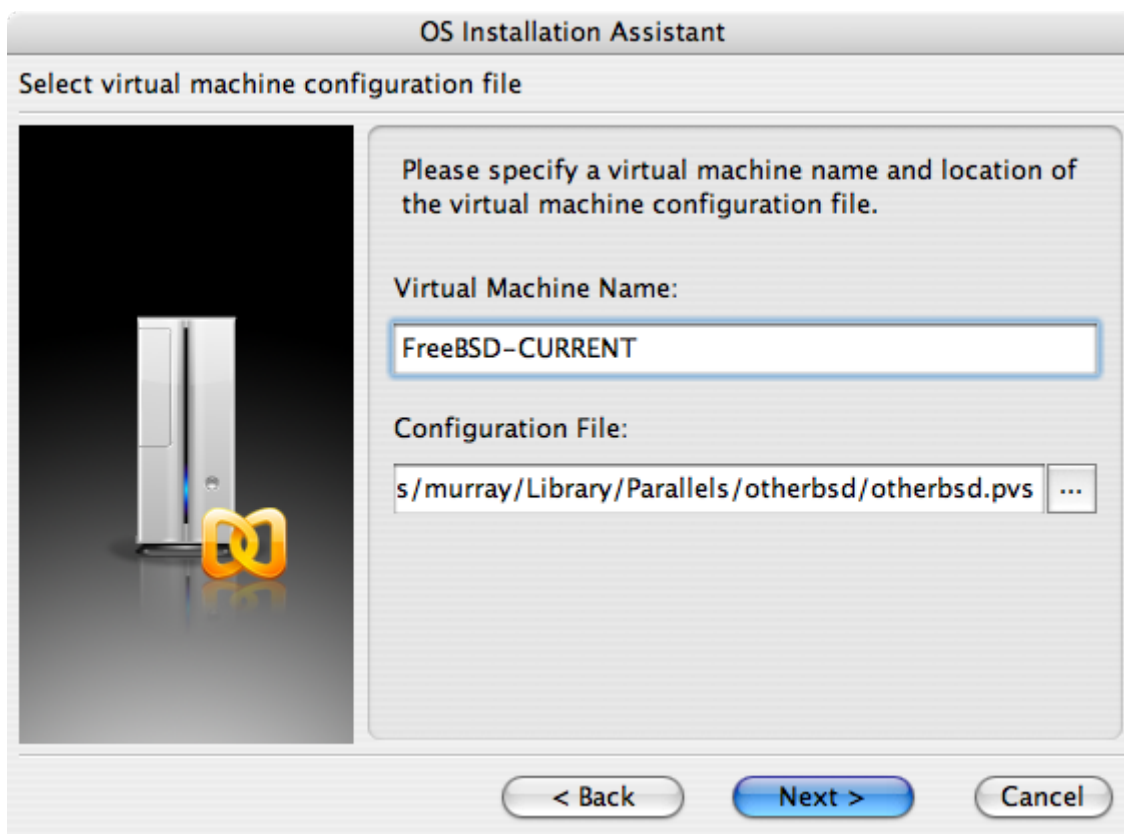 OS Installation Assistant
Select virtual machine configuration file
Please specify a virtual machine name and location of
the virtual machine configuration file.
Virtual Machine Name:
FreeBSD-CURRENT
Configuration File:
s/murray/Library/Parallels/otherbsd/otherbsd.pvs ...
< Back Next > Cancel